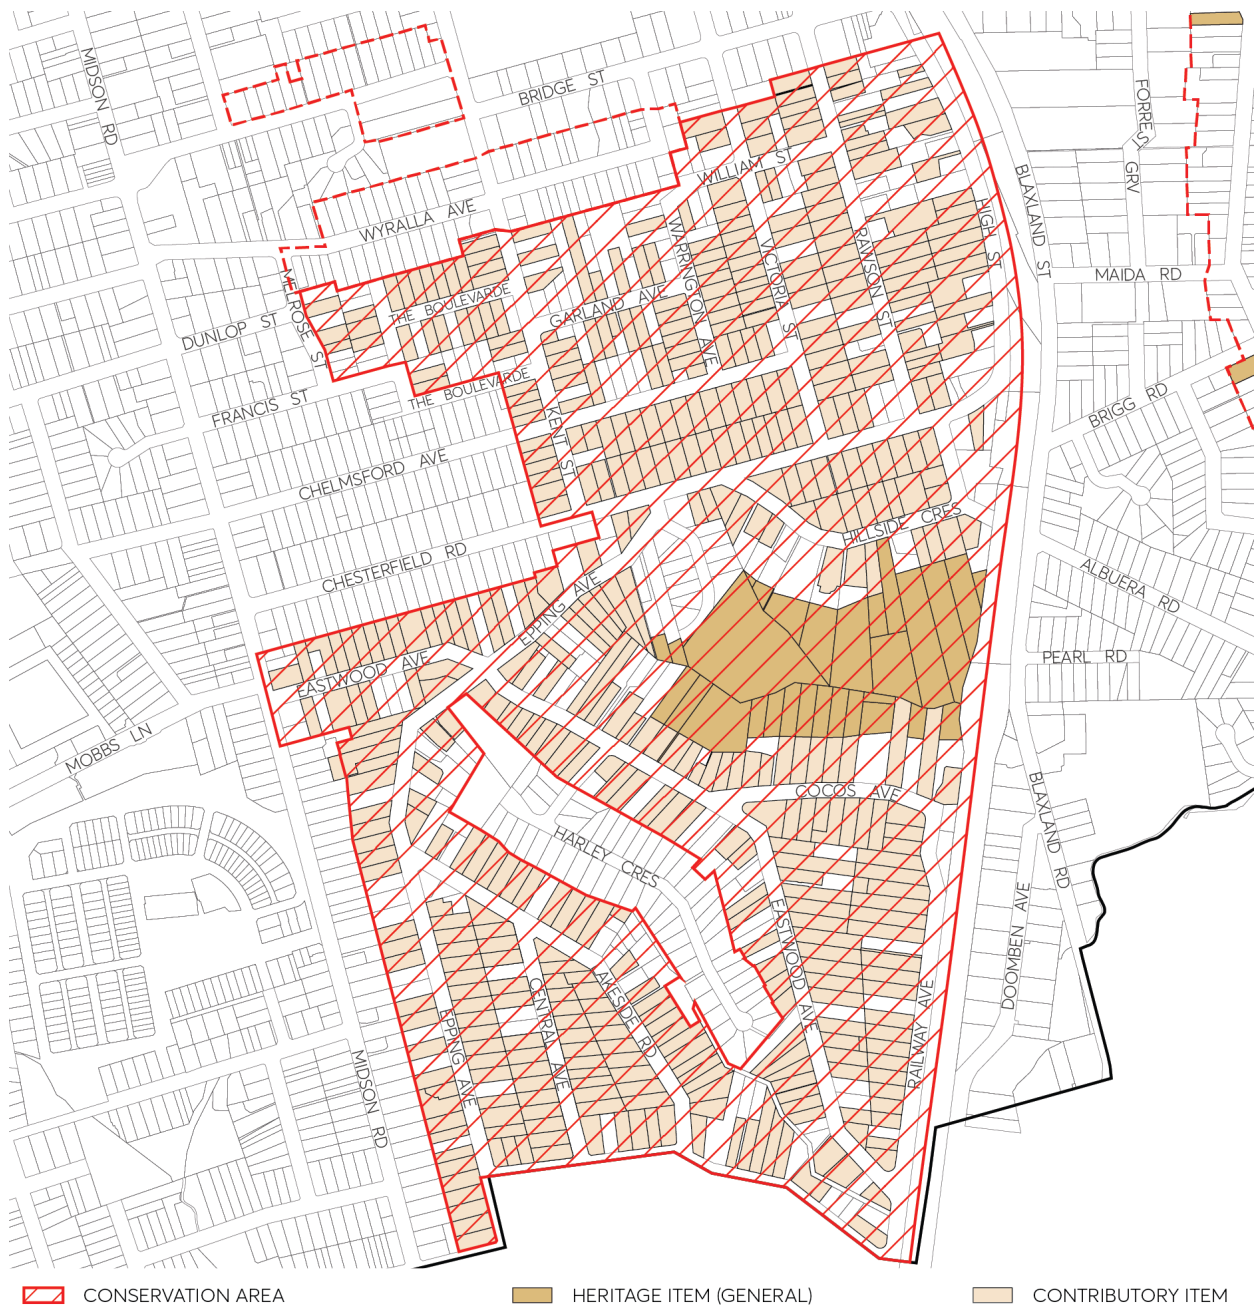 MIDSON RD
BRIDGE ST
FORREST GRV
WILLIAM ST
BLAXLAND ST
WYRALLA AVE
HIGH ST
WARRINGTON AVE
VICTORIA ST
RAWSON ST
MAIDA RD
MELROSE ST
THE BOULEVARDE
GARLAND AVE
DUNLOP ST
THE BOULEVARDE
FRANCIS ST
BRIGG RD
KENT ST
CHELMSFORD AVE
HILLSIDE CRES
CHESTERFIELD RD
EPPING AVE
ALBUERA RD
EASTWOOD AVE
PEARL RD
MOBBS LN
COCOS AVE
BLAXLAND RD
HARLEY CRES
EASTWOOD AVE
DOOMBEN AVE
LAKESIDE RD
CENTRAL AVE
EPPING AVE
RAILWAY AVE
MIDSON RD
CONSERVATION AREA
HERITAGE ITEM (GENERAL)
CONTRIBUTORY ITEM